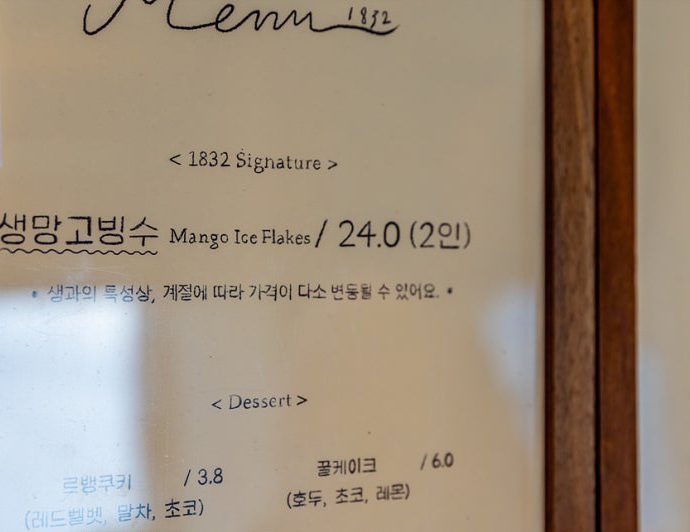 Menu 1832
< 1832 Signature >
생망고빙수 Mango Ice Flakes / 24.0 (2인)
* 생과의 특성상, 계절에 따라 가격이 다소 변동될 수 있어요. *
< Dessert >
르뱅쿠키 / 3.8 꿀케이크 / 6.0
(레드벨벳, 말차, 초코) (호두, 초코, 레몬)